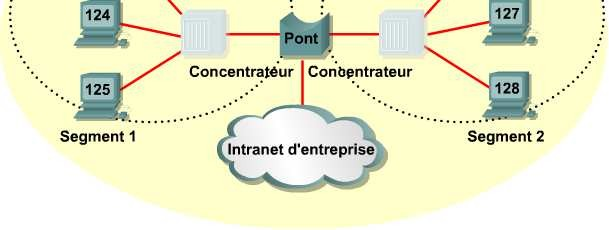 124
127
Pont
Concentrateur
Concentrateur
125
128
Segment 1
Segment 2
Intranet d'entreprise